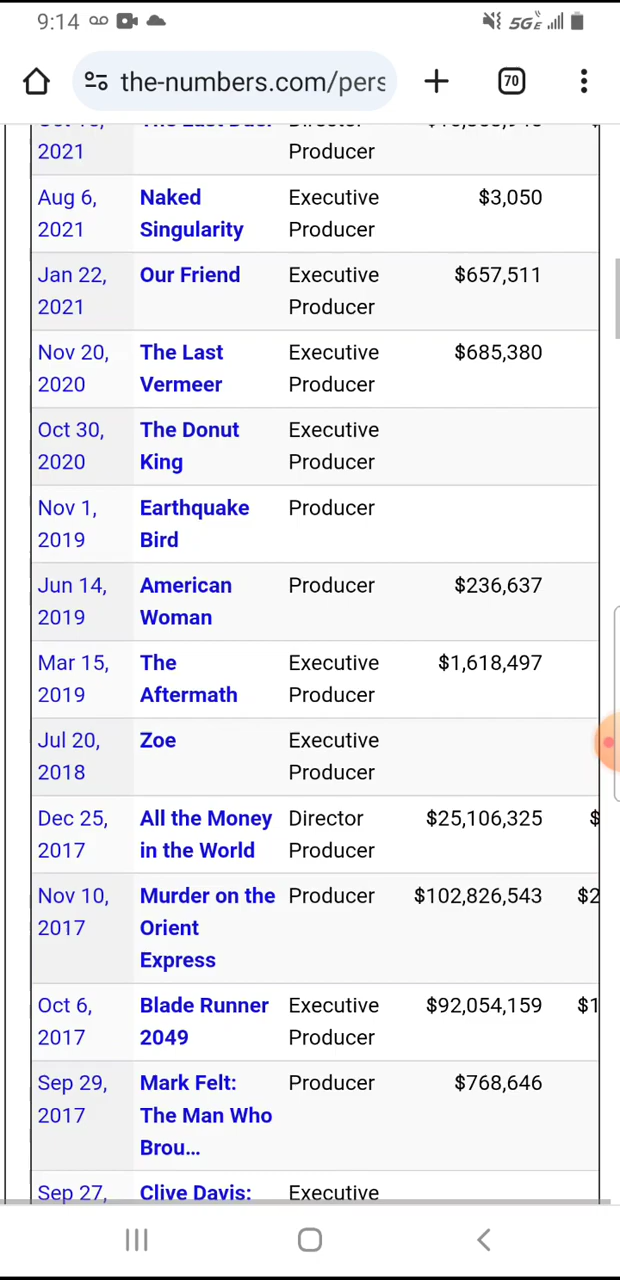 9:14
5GE
the-numbers.com/pers
70
2021 Producer
Aug 6, Naked Executive $3,050
2021 Singularity Producer
Jan 22, Our Friend Executive $657,511
2021 Producer
Nov 20, The Last Executive $685,380
2020 Vermeer Producer
Oct 30, The Donut Executive
2020 King Producer
Nov 1, Earthquake Producer
2019 Bird
Jun 14, American Producer $236,637
2019 Woman
Mar 15, The Executive $1,618,497
2019 Aftermath Producer
Jul 20, Zoe Executive
2018 Producer
Dec 25, All the Money Director $25,106,325 $
2017 in the World Producer
Nov 10, Murder on the Producer $102,826,543 $2
2017 Orient
Express
Oct 6, Blade Runner Executive $92,054,159 $1
2017 2049 Producer
Sep 29, Mark Felt: Producer $768,646
2017 The Man Who
Brou...
Sep 27, Clive Davis: Executive